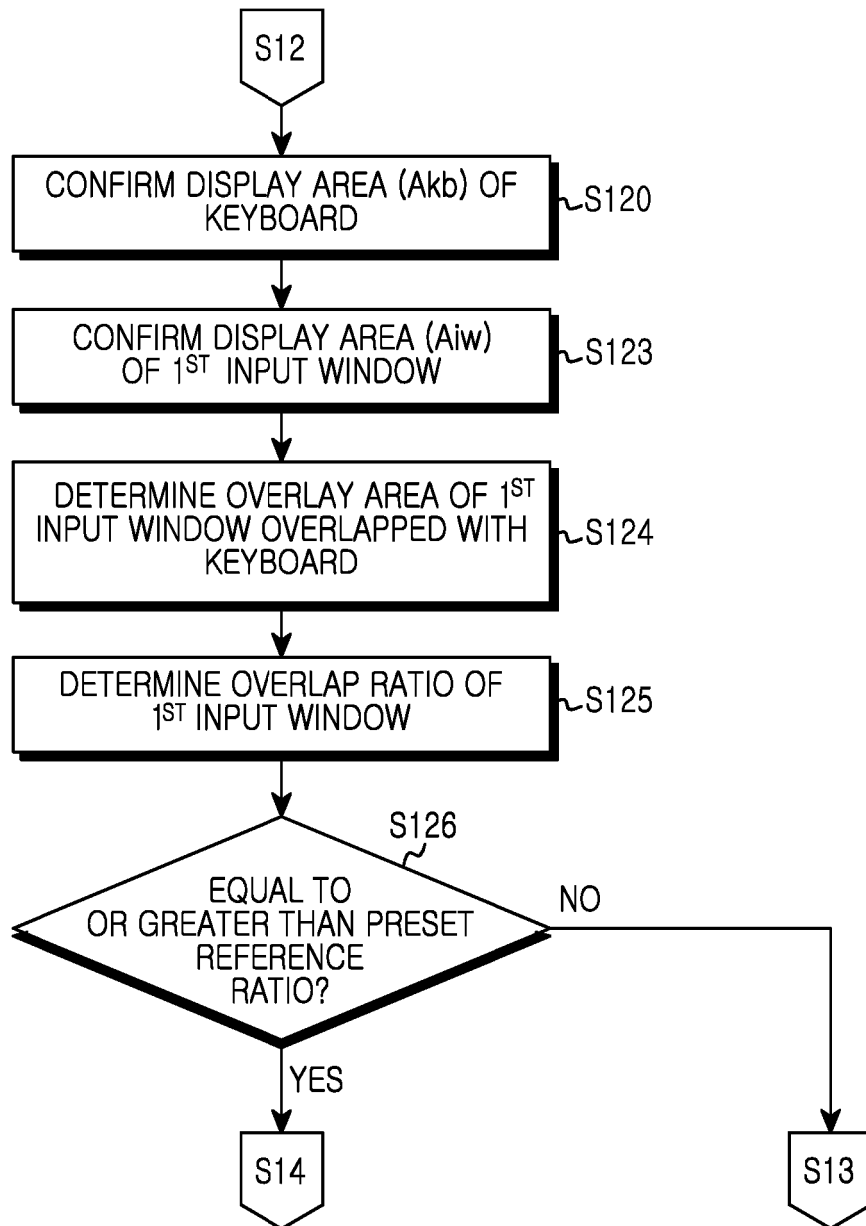 S12
CONFIRM DISPLAY AREA (Akb) OF
KEYBOARD
S120
CONFIRM DISPLAY AREA (Aiw)
OF 1ST INPUT WINDOW
S123
DETERMINE OVERLAY AREA OF 1ST
INPUT WINDOW OVERLAPPED WITH
KEYBOARD
S124
DETERMINE OVERLAP RATIO OF
1ST INPUT WINDOW
S125
S126
EQUAL TO
OR GREATER THAN PRESET
REFERENCE
RATIO?
NO
YES
S14
S13